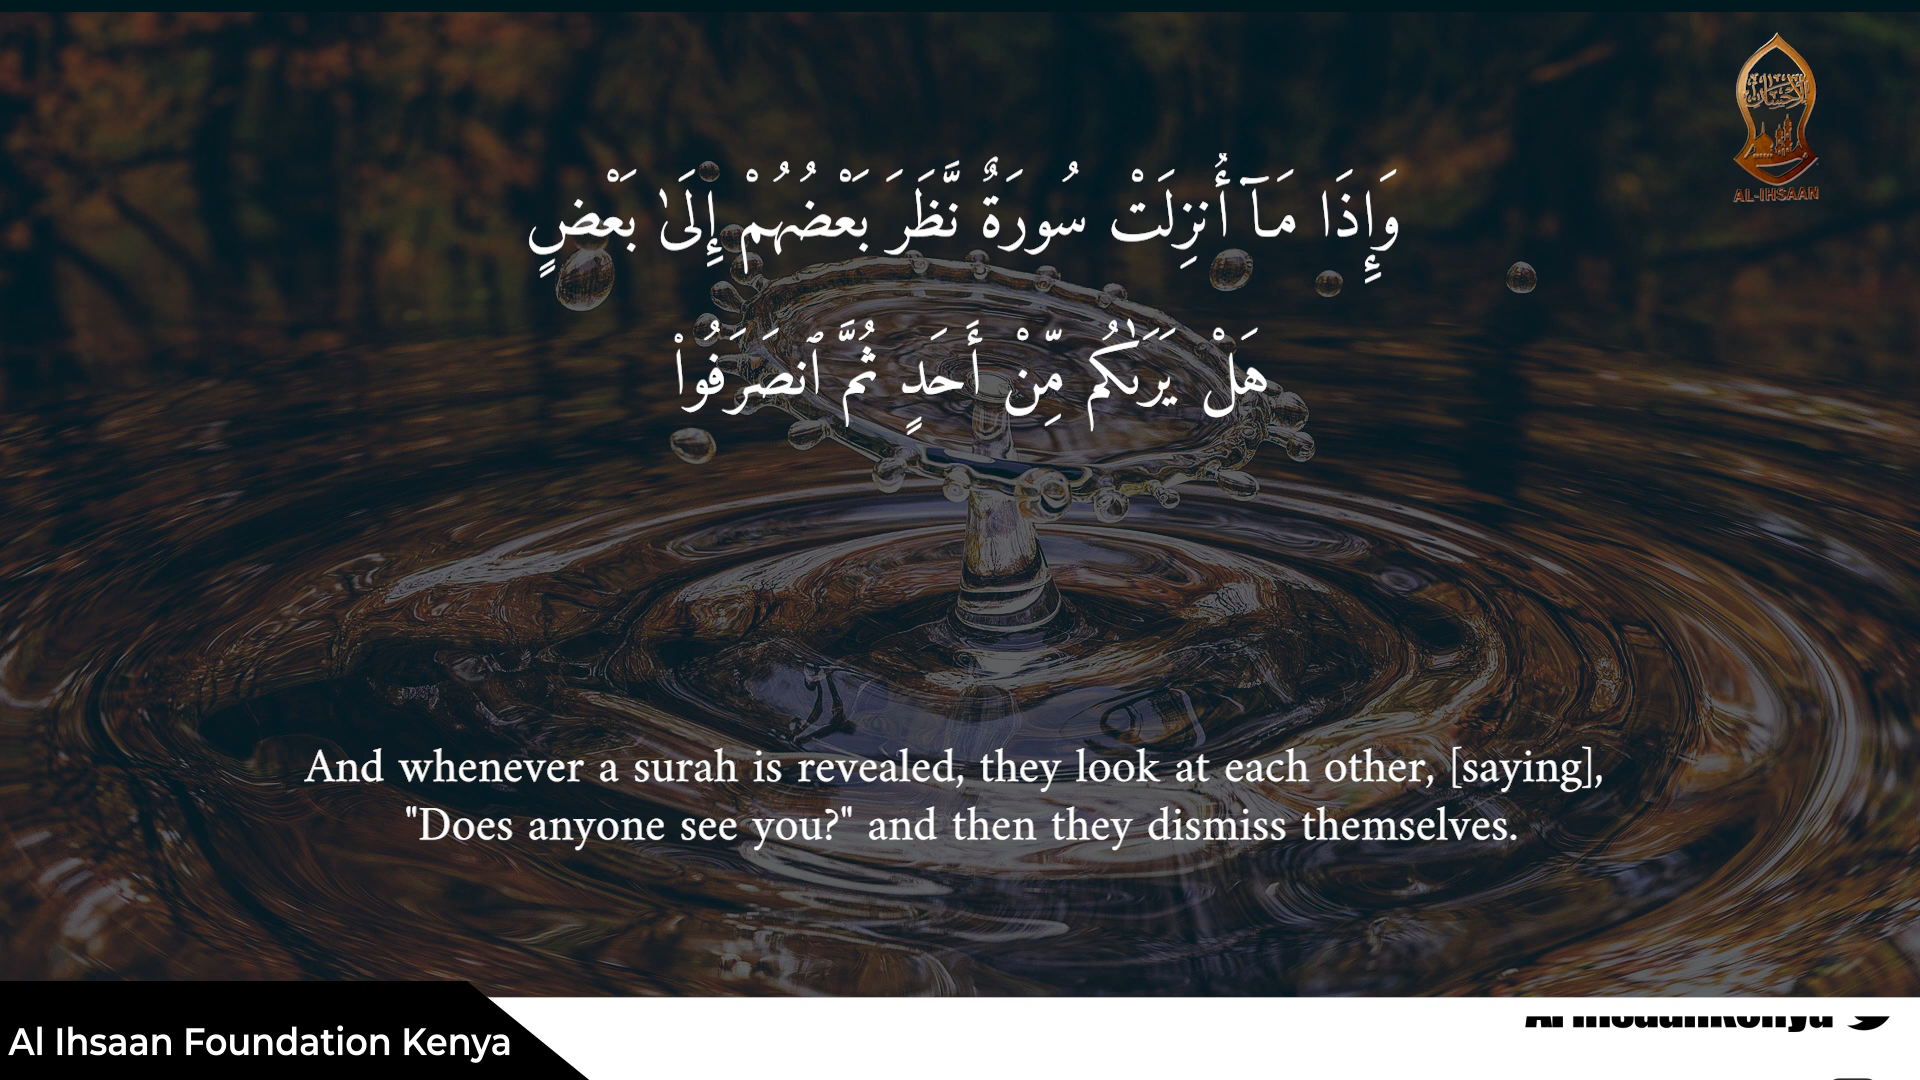 وَإِذَا مَآ أُنزِلَتْ سُورَةٌ نَّظَرَ بَعْضُهُمْ إِلَىٰ بَعْضٍ
هَلْ يَرَىٰكُم مِّنْ أَحَدٍ ثُمَّ ٱنصَرَفُوا۟
And whenever a surah is revealed, they look at each other, [saying],
"Does anyone see you?" and then they dismiss themselves.
الإحسان
AL-IHSAAN
Al Ihsaan Foundation Kenya